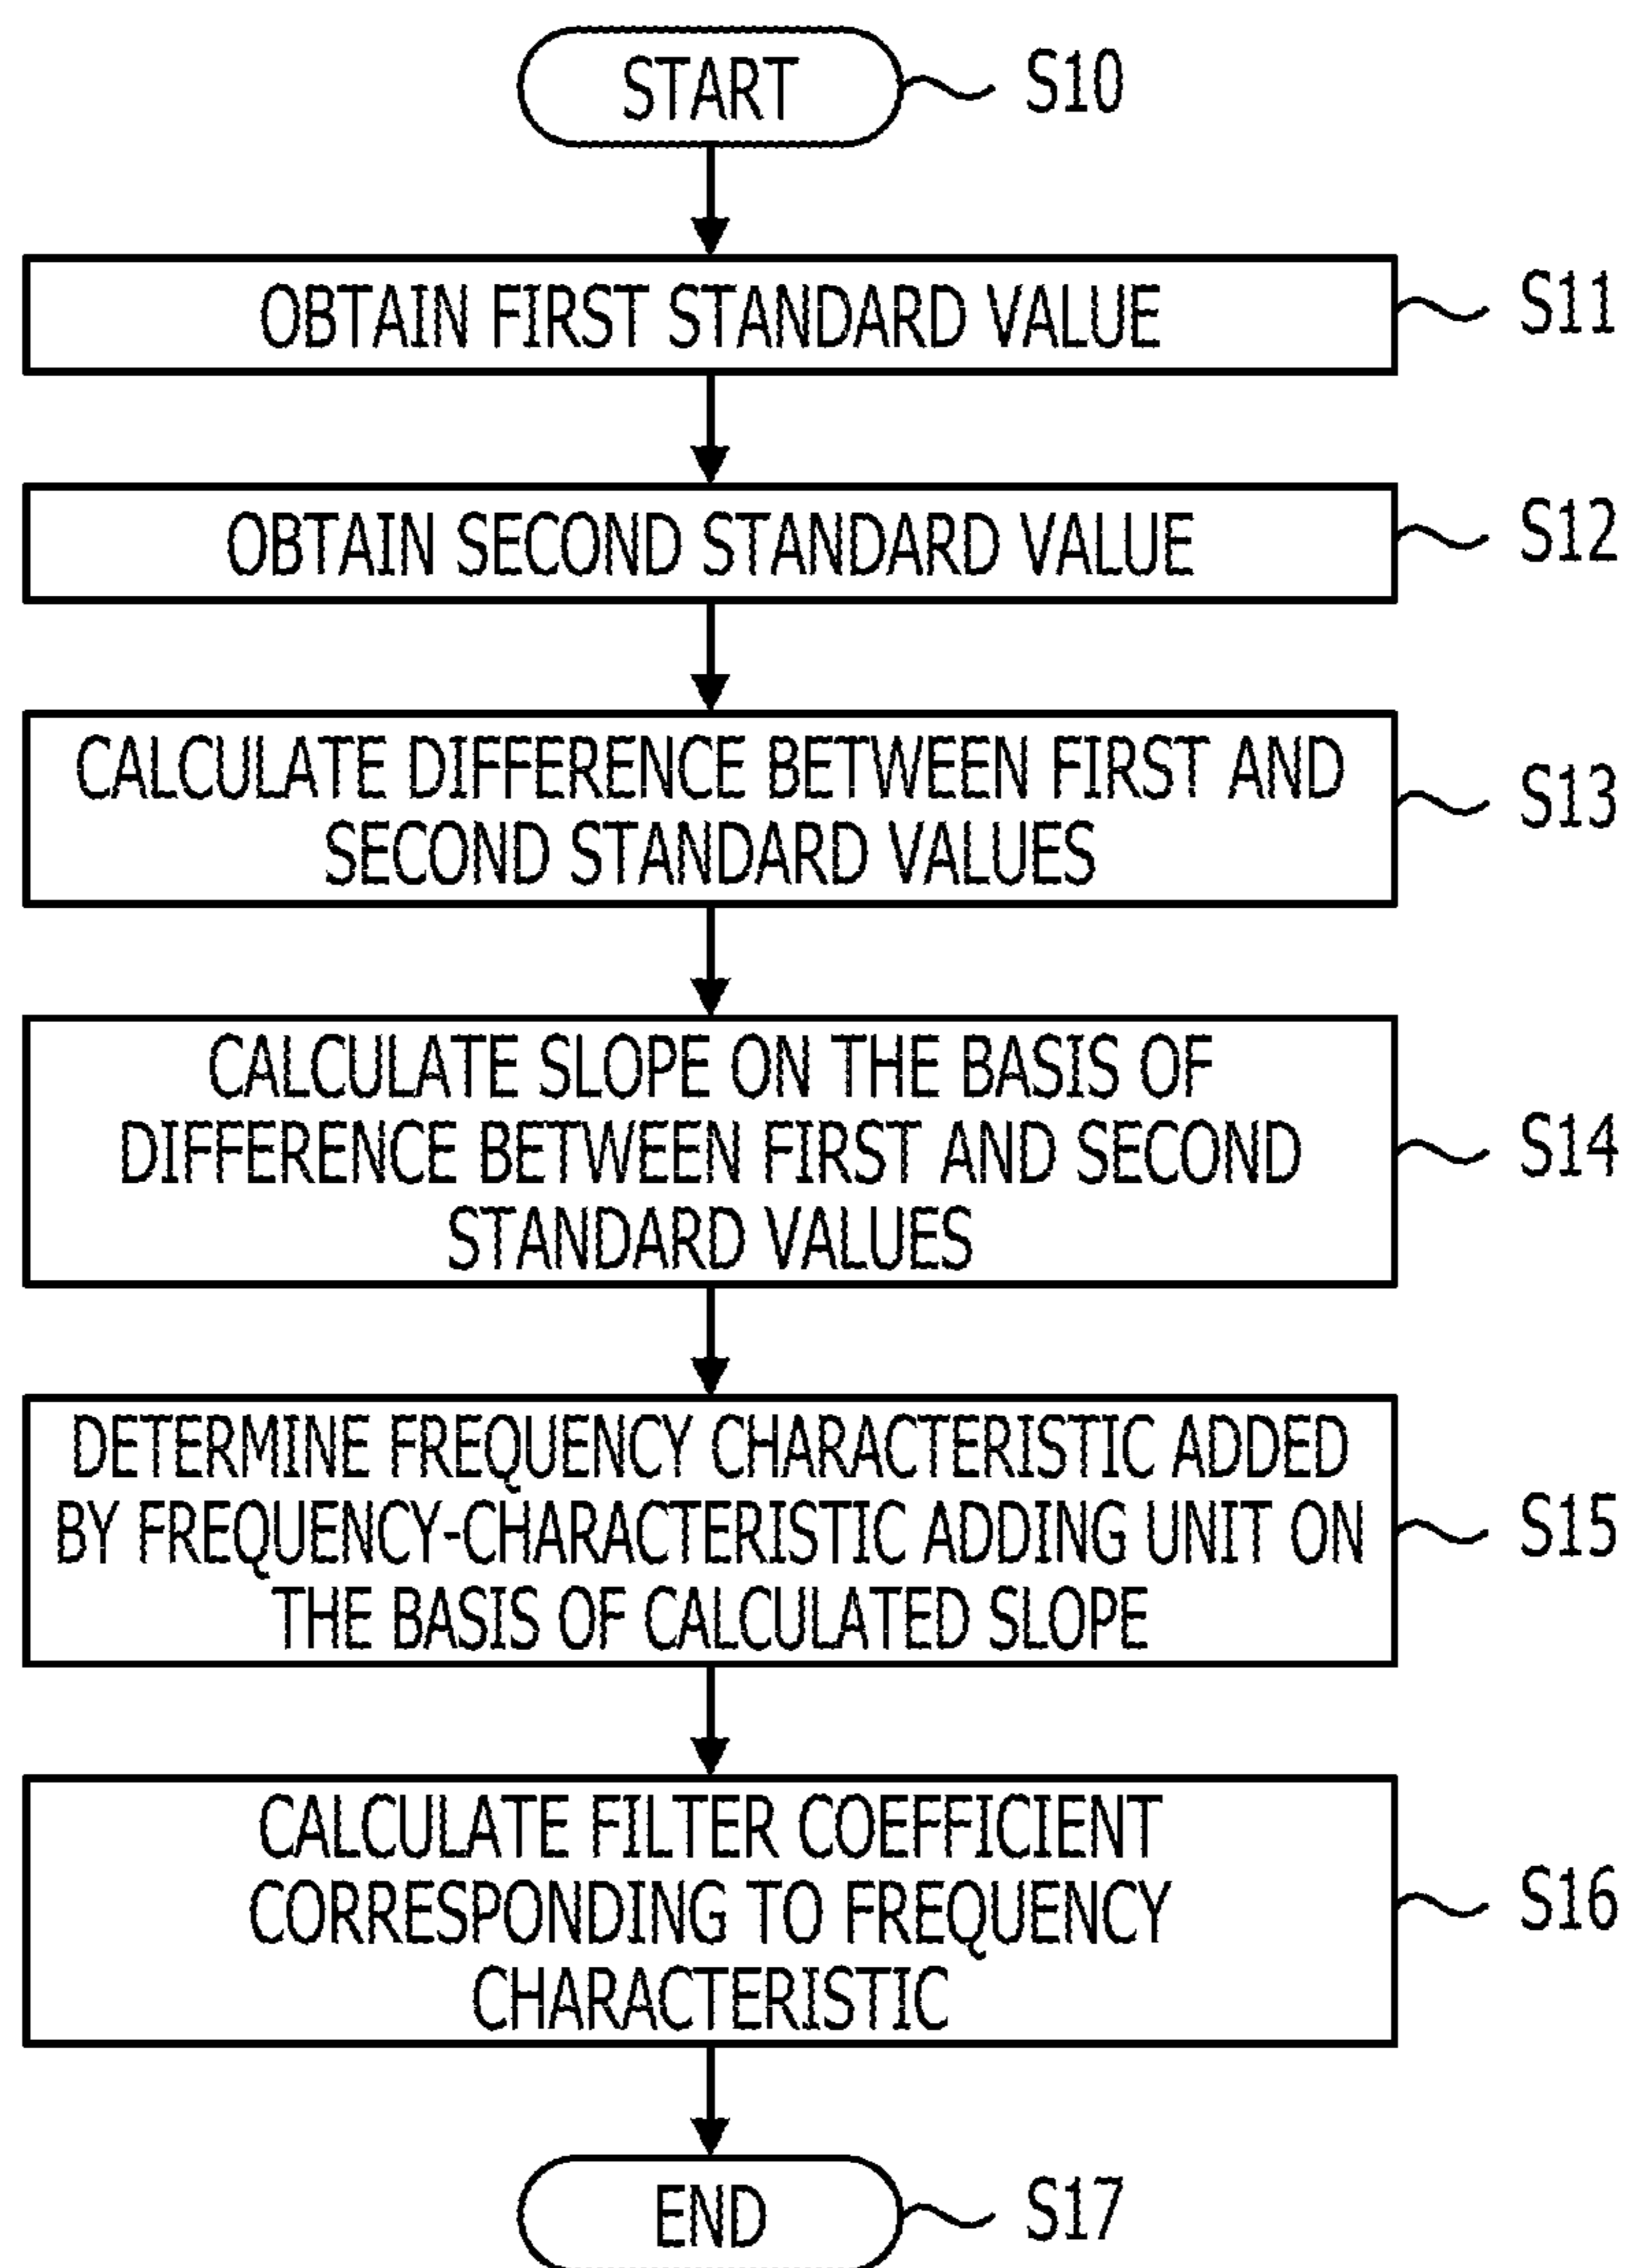 START
S10
OBTAIN FIRST STANDARD VALUE
S11
OBTAIN SECOND STANDARD VALUE
S12
CALCULATE DIFFERENCE BETWEEN FIRST AND
SECOND STANDARD VALUES
S13
CALCULATE SLOPE ON THE BASIS OF
DIFFERENCE BETWEEN FIRST AND SECOND
STANDARD VALUES
S14
DETERMINE FREQUENCY CHARACTERISTIC ADDED
BY FREQUENCY-CHARACTERISTIC ADDING UNIT ON
THE BASIS OF CALCULATED SLOPE
S15
CALCULATE FILTER COEFFICIENT
CORRESPONDING TO FREQUENCY
CHARACTERISTIC
S16
END
S17